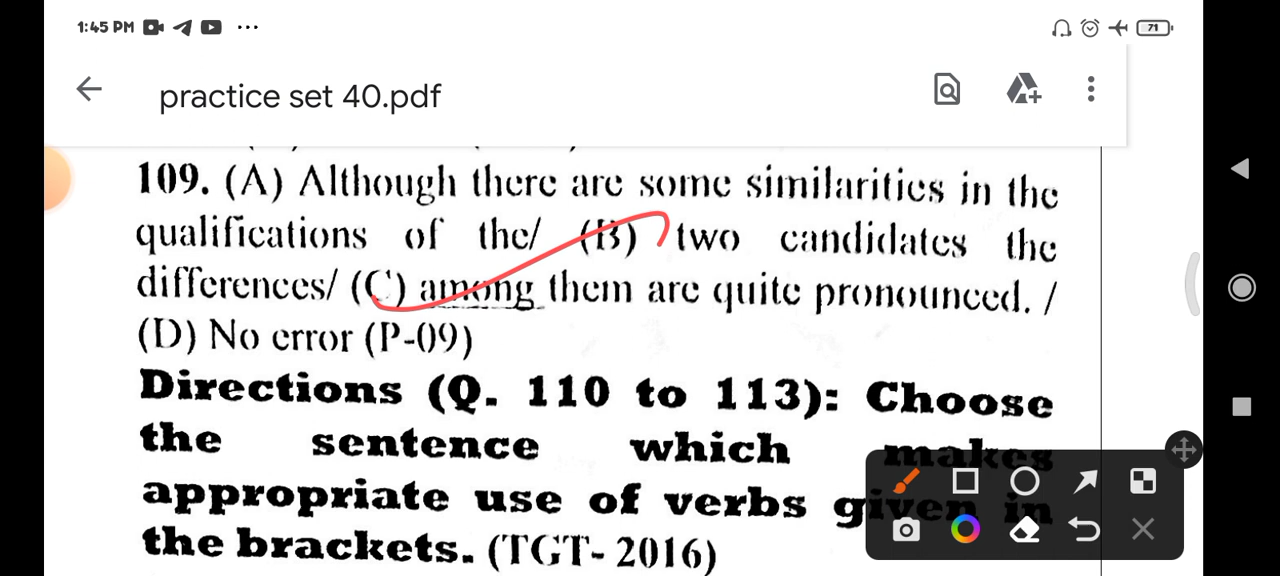 1:45 PM ...
71
practice set 40.pdf
109. (A) Although there are some similarities in the
qualifications of the/ (B) two candidates the
differences/ (C) among them are quite pronounced. /
(D) No error (P-09)
Directions (Q. 110 to 113): Choose
the sentence which makes
appropriate use of verbs given in
the brackets. (TGT- 2016)